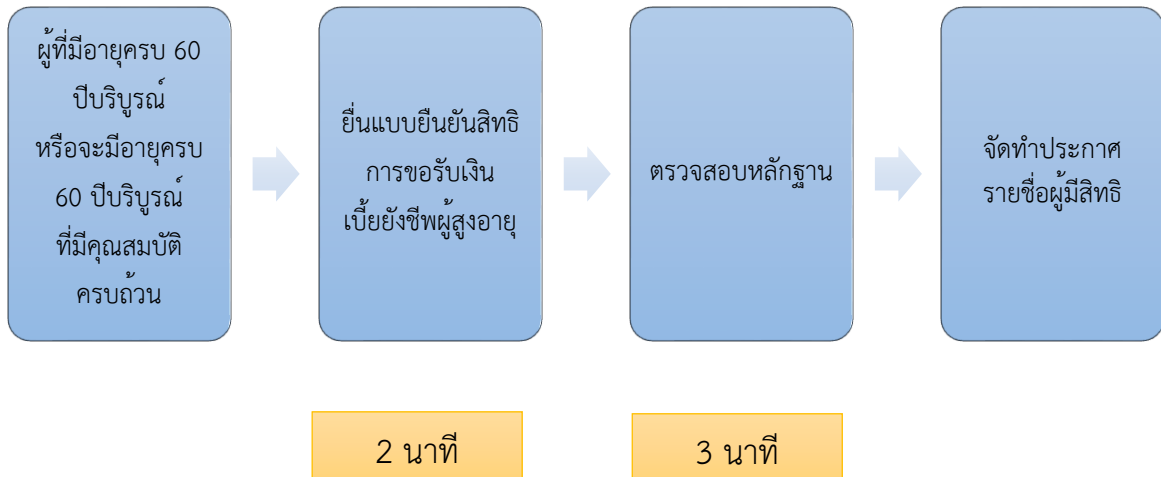 ผู้ที่มีอายุครบ 60
ปีบริบูรณ์
หรือจะมีอายุครบ
60 ปีบริบูรณ์
ที่มีคุณสมบัติ
ครบถ้วน
ยื่นแบบยืนยันสิทธิ
การขอรับเงิน
เบี้ยยังชีพผู้สูงอายุ
ตรวจสอบหลักฐาน
จัดทำประกาศ
รายชื่อผู้มีสิทธิ
2 นาที
3 นาที